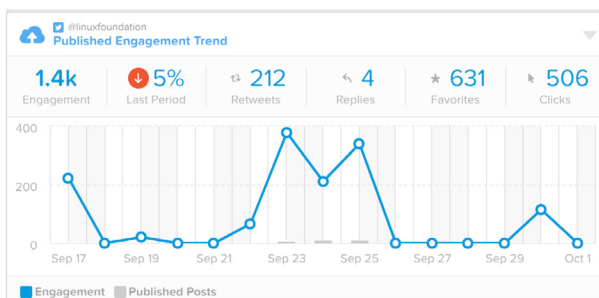 @linuxfoundation
Published Engagement Trend
1.4k 5% 212 4 631 506
Engagement Last Period Retweets Replies Favorites Clicks
400
200
0
Sep 17 Sep 19 Sep 21 Sep 23 Sep 25 Sep 27 Sep 29 Oct 1
Engagement Published Posts